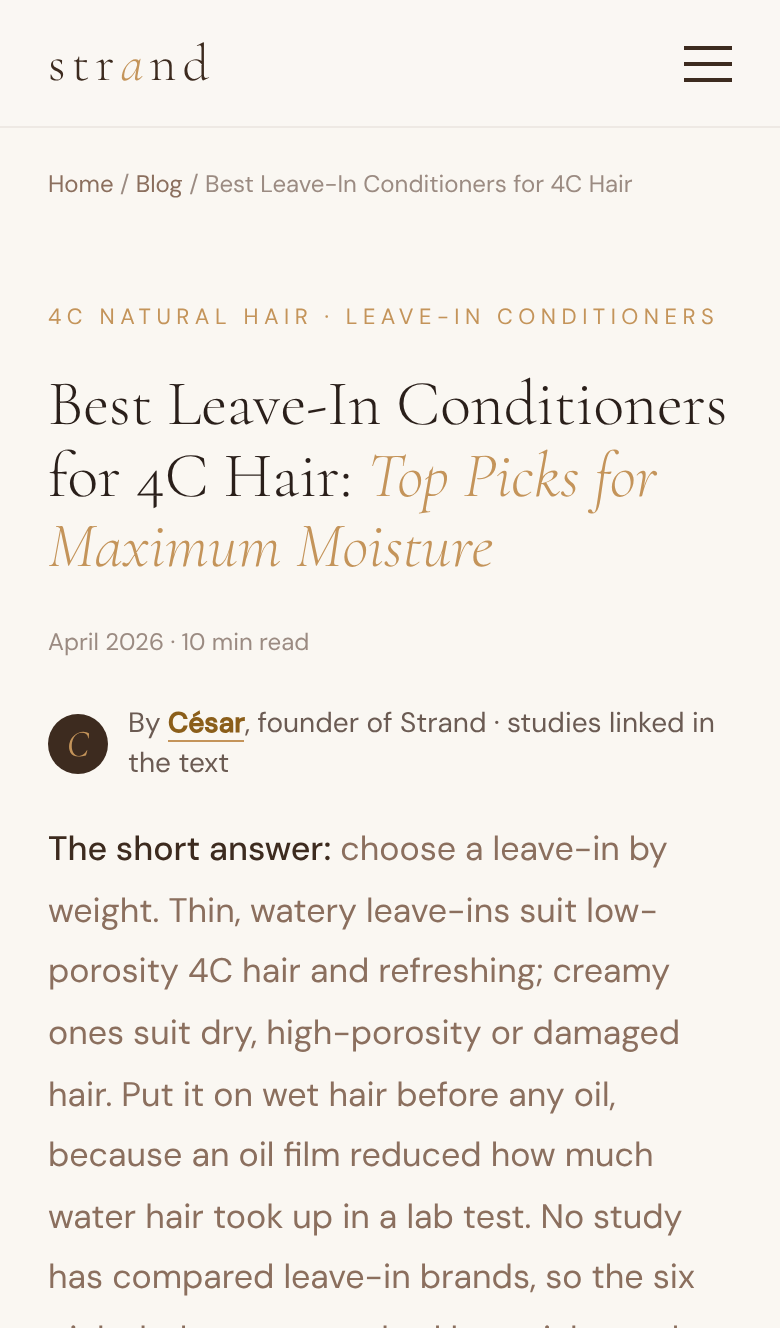 strand
Home / Blog / Best Leave-In Conditioners for 4C Hair
4C NATURAL HAIR · LEAVE-IN CONDITIONERS
Best Leave-In Conditioners
for 4C Hair: Top Picks for
Maximum Moisture
April 2026 · 10 min read
C
By César, founder of Strand · studies linked in
the text
The short answer: choose a leave-in by
weight. Thin, watery leave-ins suit low-
porosity 4C hair and refreshing; creamy
ones suit dry, high-porosity or damaged
hair. Put it on wet hair before any oil,
because an oil film reduced how much
water hair took up in a lab test. No study
has compared leave-in brands, so the six